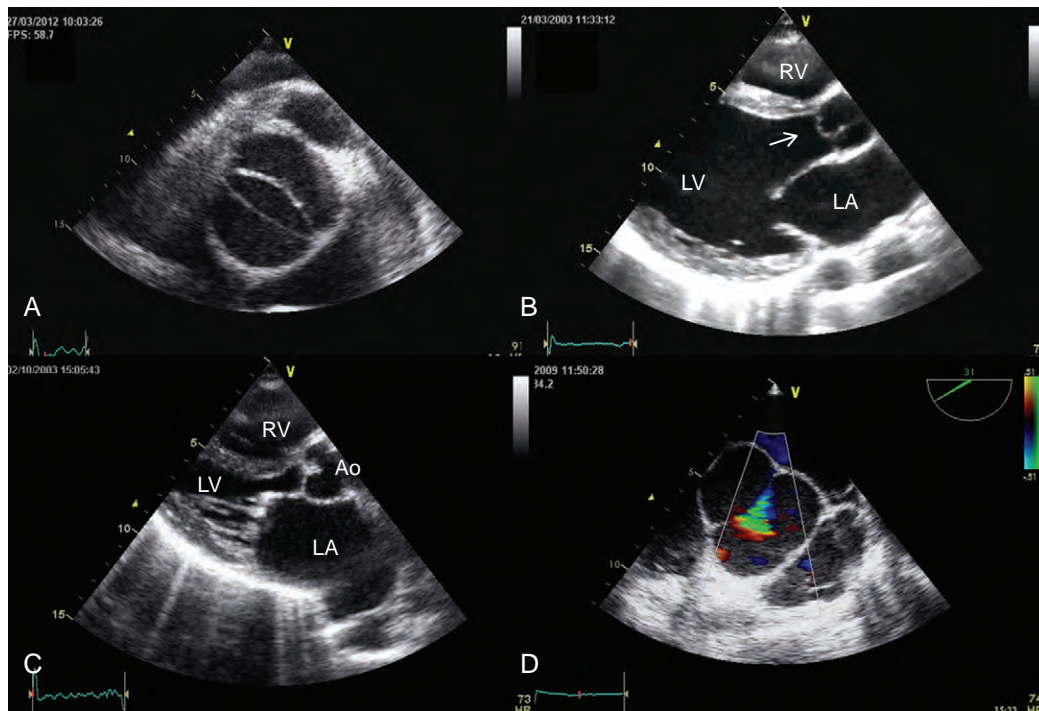 27/03/2012 10:03:26
FPS: 58.7
V
5
10
15
A
91
21/03/2003 11:33:12
V
RV
5
10
LV
LA
15
B
7
02/10/2003 15:05:43
V
RV
5
Ao
LV
10
LA
15
C
73
HR
2009 11:50:28
34.2
V
31
.51
-.51
5
10
D
74
HR